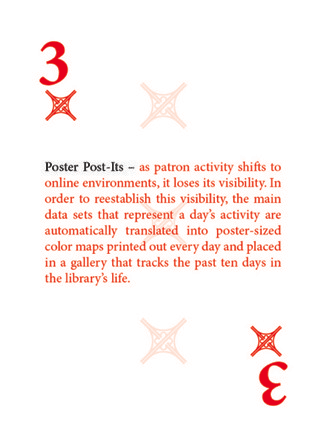 3
Poster Post-Its – as patron activity shifts to
online environments, it loses its visibility. In
order to reestablish this visibility, the main
data sets that represent a day's activity are
automatically translated into poster-sized
color maps printed out every day and placed
in a gallery that tracks the past ten days in
the library's life.
3